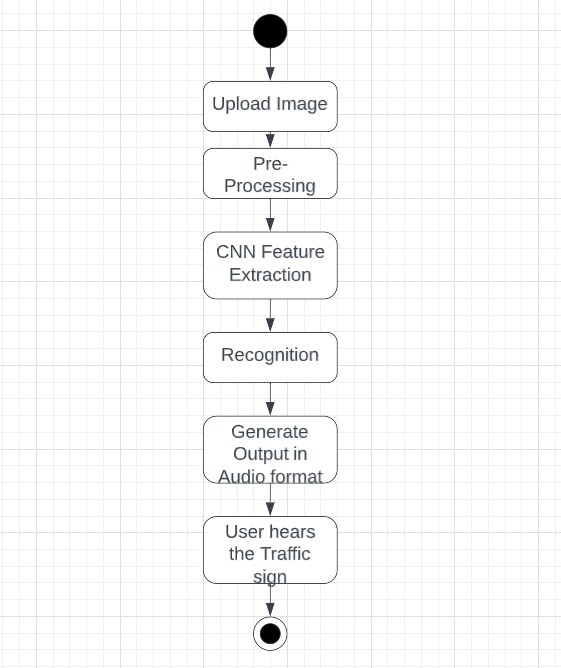 Upload Image
Pre-
Processing
CNN Feature
Extraction
Recognition
Generate
Output in
Audio format
User hears
the Traffic
sign